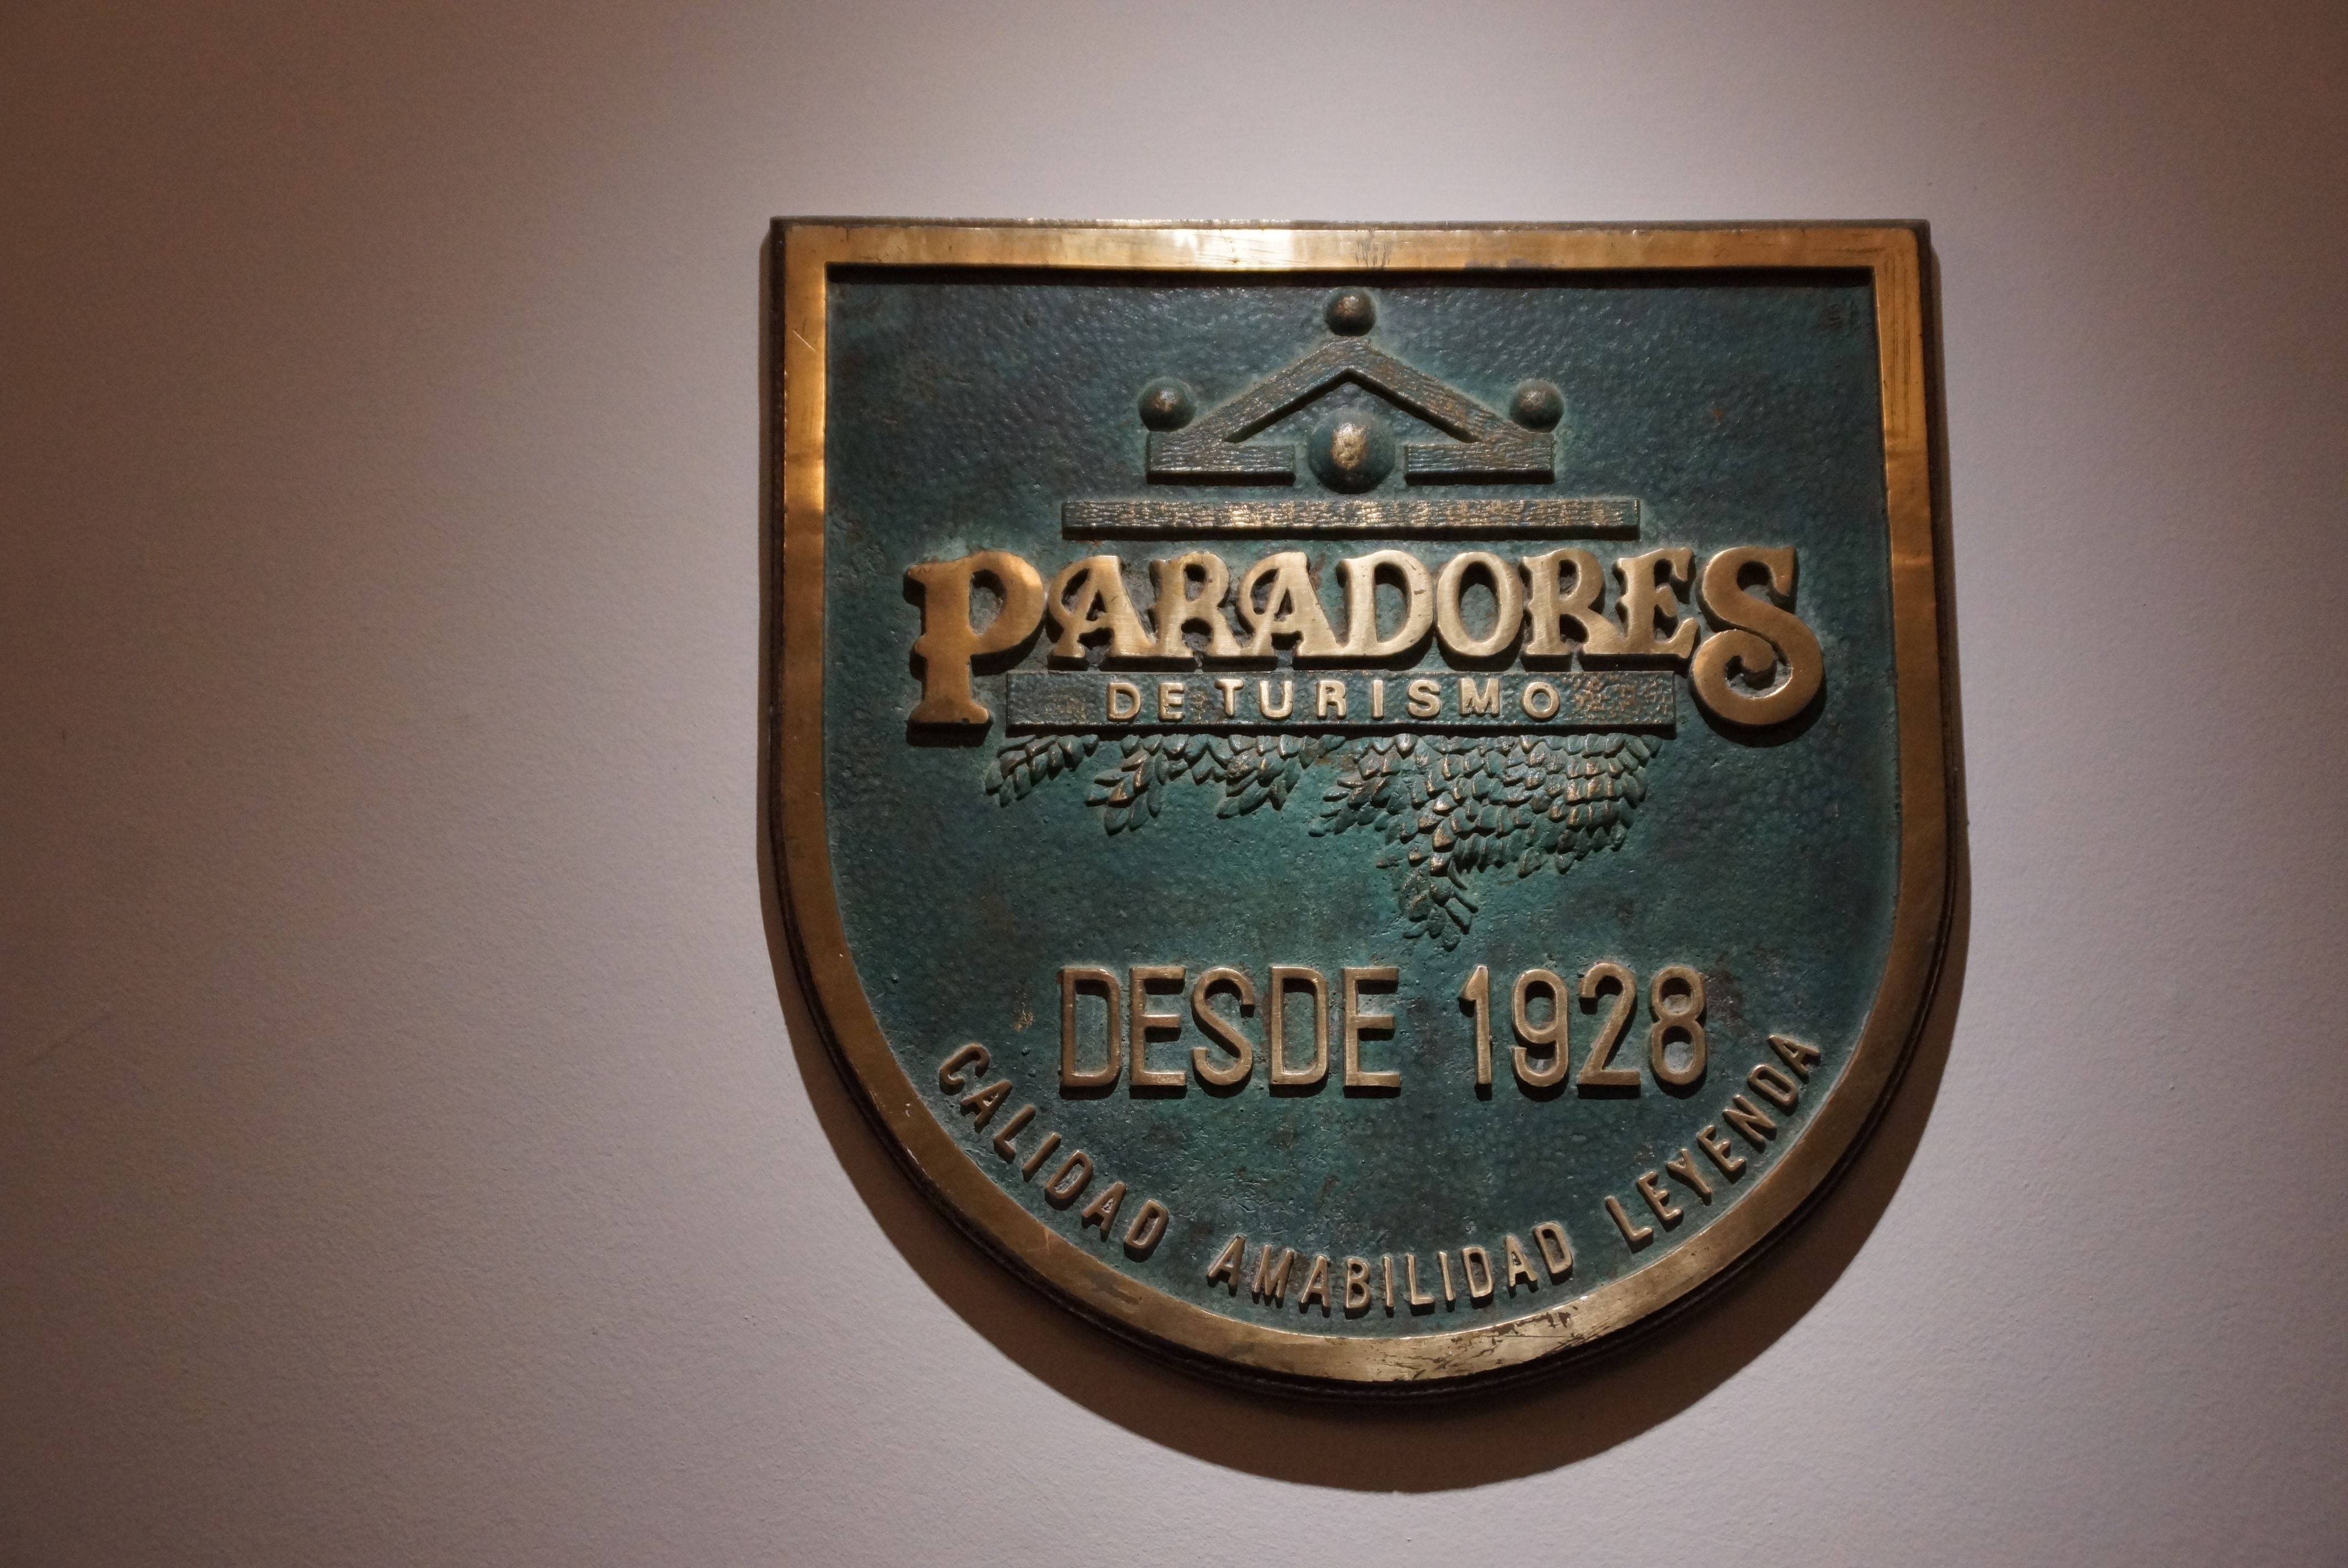 PARADORES
DE TURISMO
DESDE 1928
CALIDAD AMABILIDAD LEYENDA